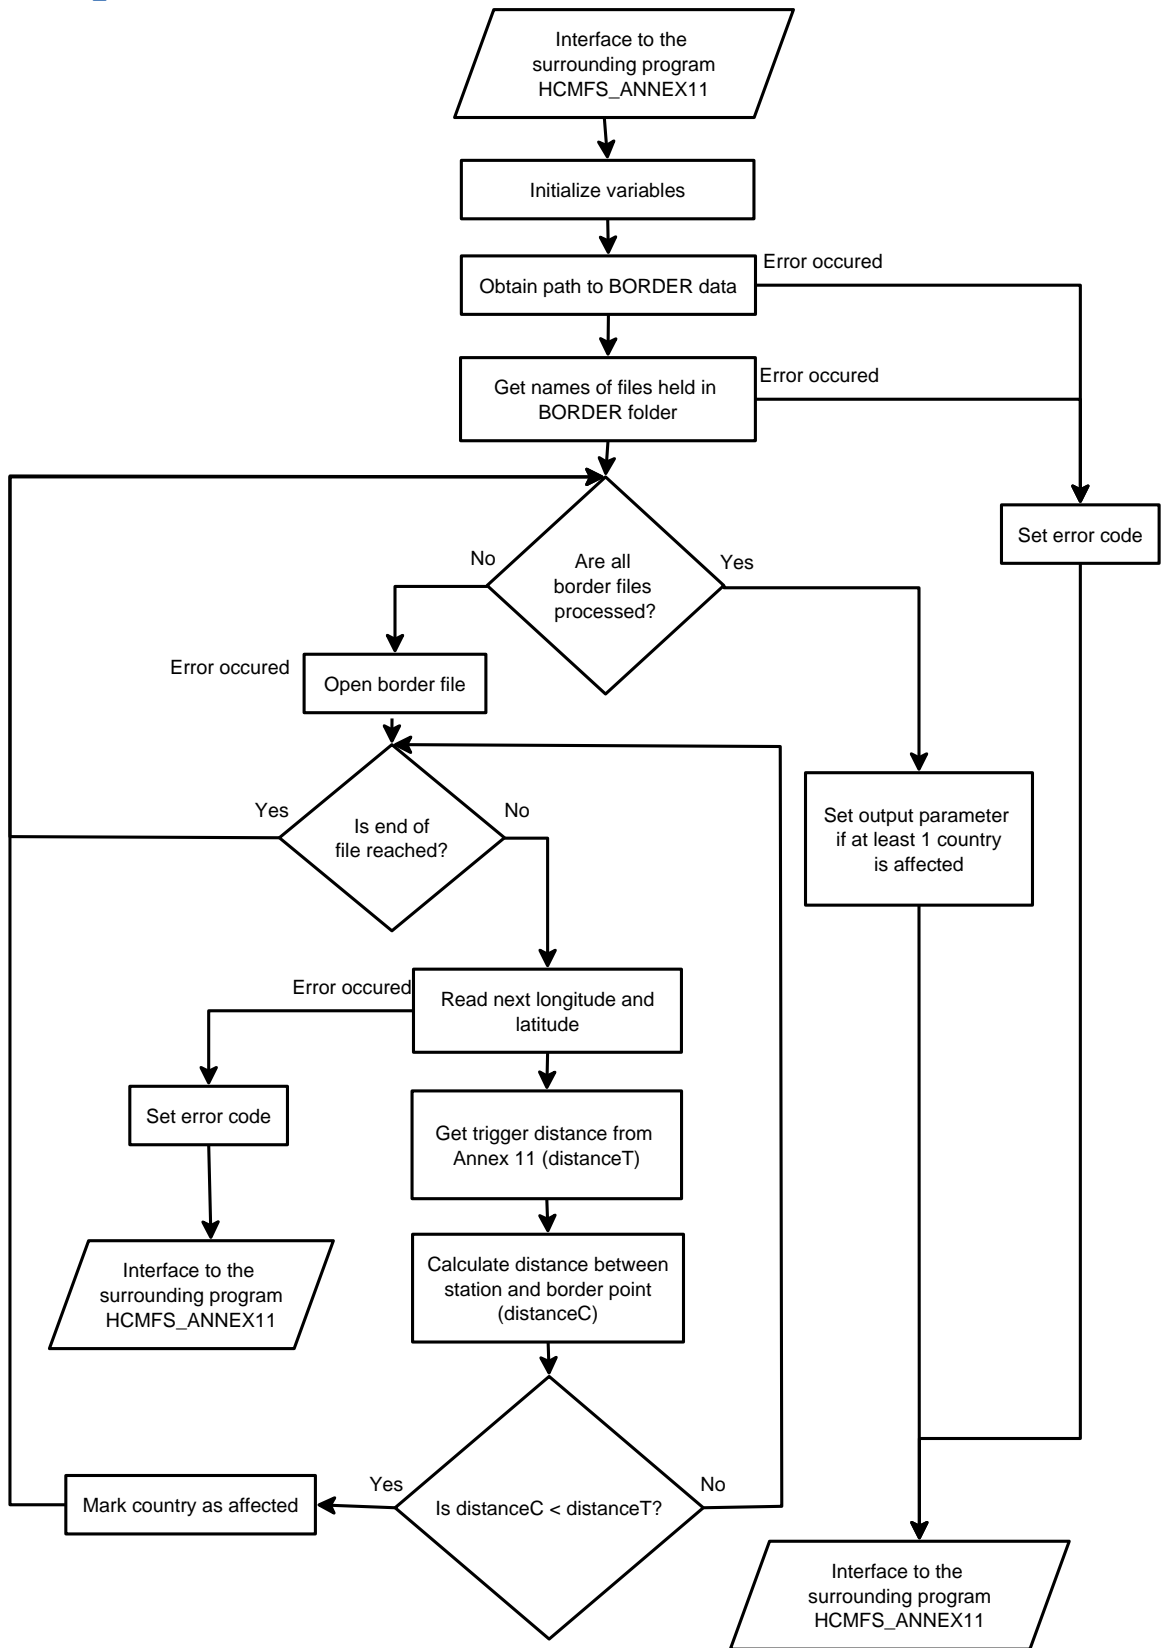 Interface to the
surrounding program
HCMFS_ANNEX11
Initialize variables
Error occured
Obtain path to BORDER data
Error occured
Get names of files held in
BORDER folder
Set error code
No
Are all
border files
processed?
Yes
Error occured
Open border file
Yes
No
Is end of
file reached?
Set output parameter
if at least 1 country
is affected
Error occured
Read next longitude and
latitude
Set error code
Get trigger distance from
Annex 11 (distanceT)
Calculate distance between
station and border point
(distanceC)
Interface to the
surrounding program
HCMFS_ANNEX11
Yes
No
Mark country as affected
Is distanceC < distanceT?
Interface to the
surrounding program
HCMFS_ANNEX11